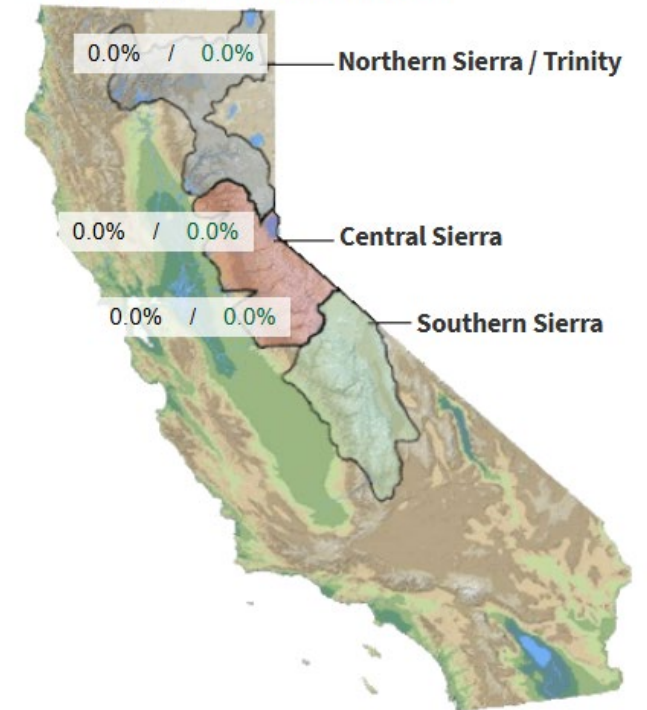 0.0% / 0.0%
Northern Sierra / Trinity
0.0% / 0.0%
Central Sierra
0.0% / 0.0%
Southern Sierra